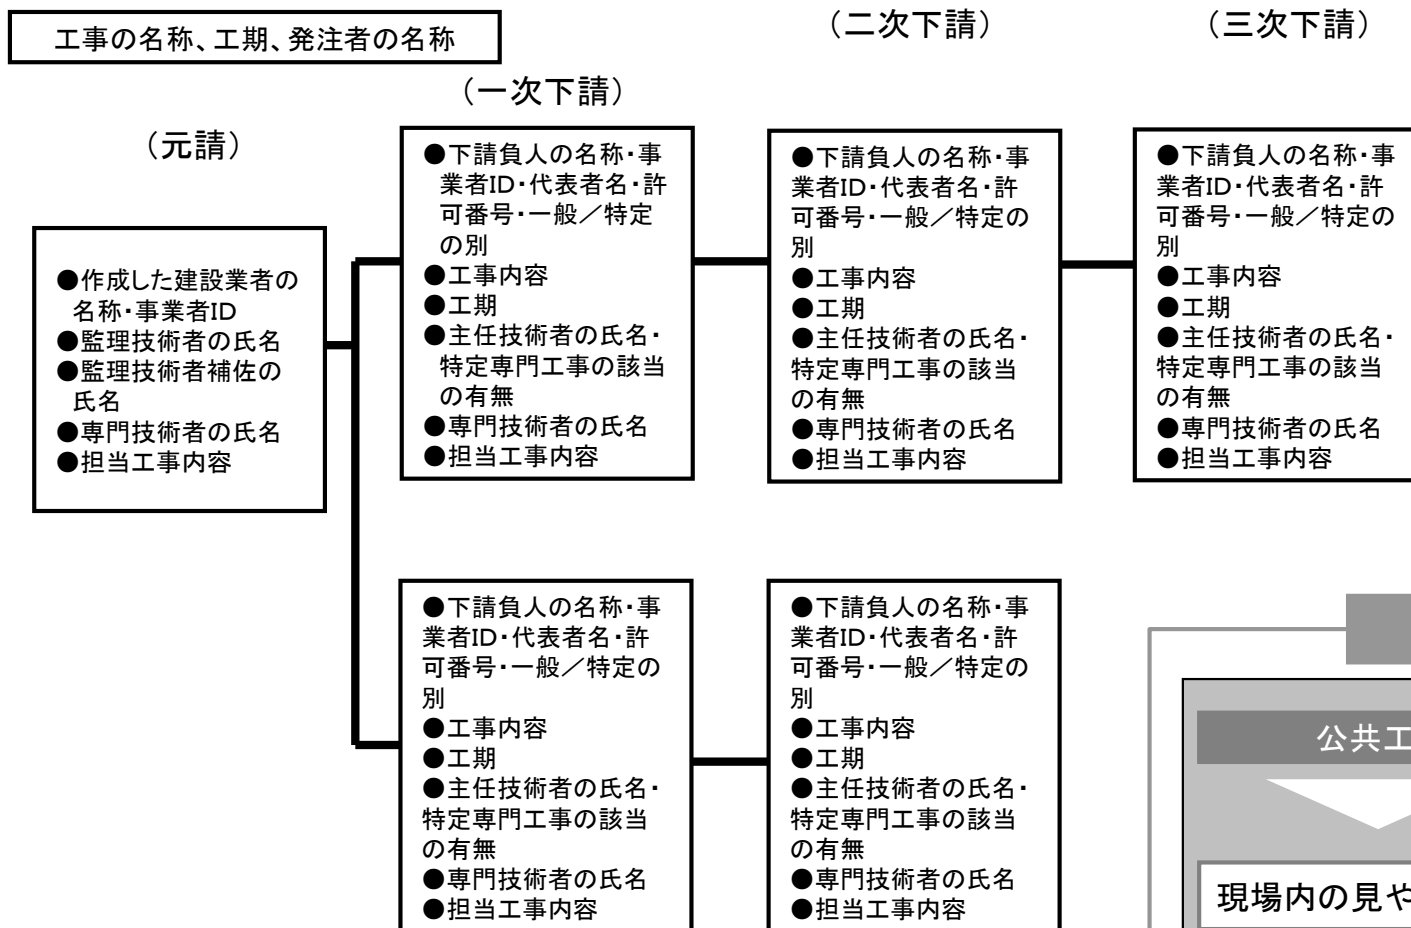 工事の名称、工期、発注者の名称
（元請）
●作成した建設業者の
名称・事業者ID
●監理技術者の氏名
●監理技術者補佐の
氏名
●専門技術者の氏名
●担当工事内容
（一次下請）
●下請負人の名称・事
業者ID・代表者名・許
可番号・一般／特定
の別
●工事内容
●工期
●主任技術者の氏名・
特定専門工事の該当
の有無
●専門技術者の氏名
●担当工事内容
（二次下請）
●下請負人の名称・事
業者ID・代表者名・許
可番号・一般／特定の
別
●工事内容
●工期
●主任技術者の氏名・
特定専門工事の該当
の有無
●専門技術者の氏名
●担当工事内容
（三次下請）
●下請負人の名称・事
業者ID・代表者名・許
可番号・一般／特定の
別
●工事内容
●工期
●主任技術者の氏名・
特定専門工事の該当
の有無
●専門技術者の氏名
●担当工事内容
●下請負人の名称・事
業者ID・代表者名・許
可番号・一般／特定の
別
●工事内容
●工期
●主任技術者の氏名・
特定専門工事の該当
の有無
●専門技術者の氏名
●担当工事内容
●下請負人の名称・事
業者ID・代表者名・許
可番号・一般／特定の
別
●工事内容
●工期
●主任技術者の氏名・
特定専門工事の該当
の有無
●専門技術者の氏名
●担当工事内容
公共工
現場内の見や